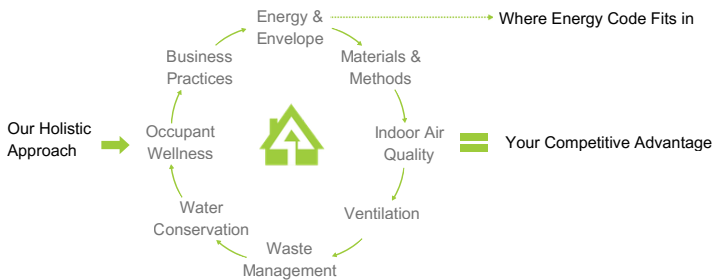 Energy &
Envelope
Where Energy Code Fits in
Business
Practices
Materials &
Methods
Our Holistic
Approach
Occupant
Wellness
Indoor Air
Quality
Your Competitive Advantage
Water
Conservation
Ventilation
Waste
Management